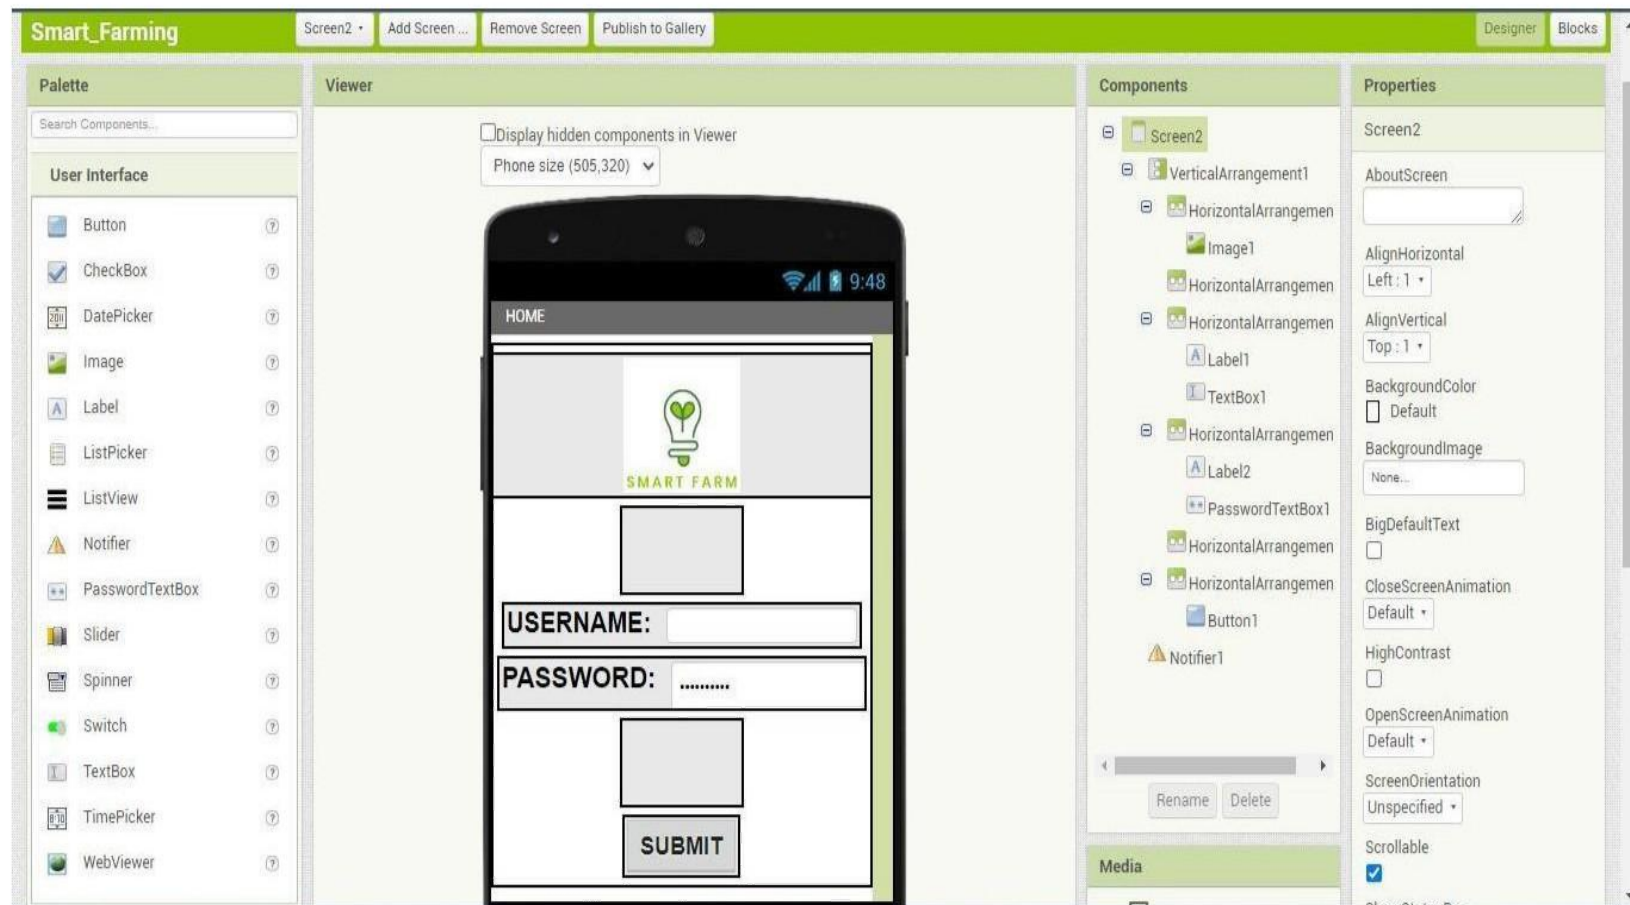 Smart_Farming
Screen2
Add Screen ...
Remove Screen
Publish to Gallery
Designer
Blocks
Palette
Search Components...
User Interface
Button
CheckBox
DatePicker
Image
Label
ListPicker
ListView
Notifier
PasswordTextBox
Slider
Spinner
Switch
TextBox
TimePicker
WebViewer
Viewer
Display hidden components in Viewer
Phone size (505,320)
9:48
HOME
SMART FARM
USERNAME:
PASSWORD:
SUBMIT
Components
Screen2
VerticalArrangement1
HorizontalArrangemen
Image1
HorizontalArrangemen
HorizontalArrangemen
Label1
TextBox1
HorizontalArrangemen
Label2
PasswordTextBox1
HorizontalArrangemen
HorizontalArrangemen
Button1
Notifier1
Rename
Delete
Media
Properties
Screen2
AboutScreen
AlignHorizontal
Left : 1
AlignVertical
Top : 1
BackgroundColor
Default
BackgroundImage
None...
BigDefaultText
CloseScreenAnimation
Default
HighContrast
OpenScreenAnimation
Default
ScreenOrientation
Unspecified
Scrollable